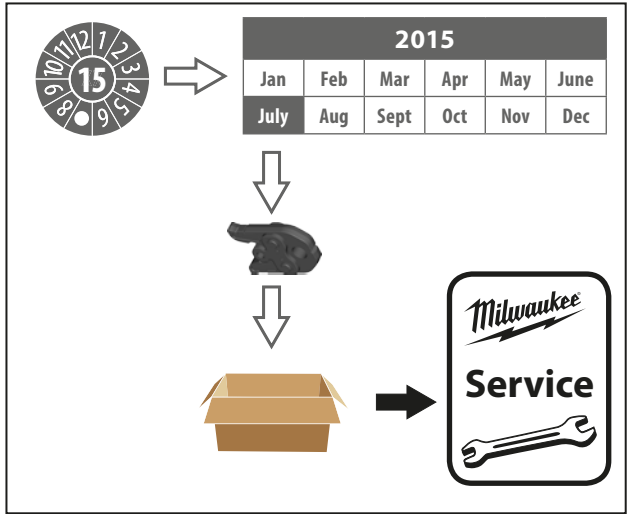 12 1 2 3 4 5 6 8 9 10 11
15
2015
Jan Feb Mar Apr May June
July Aug Sept Oct Nov Dec
Milwaukee
Service